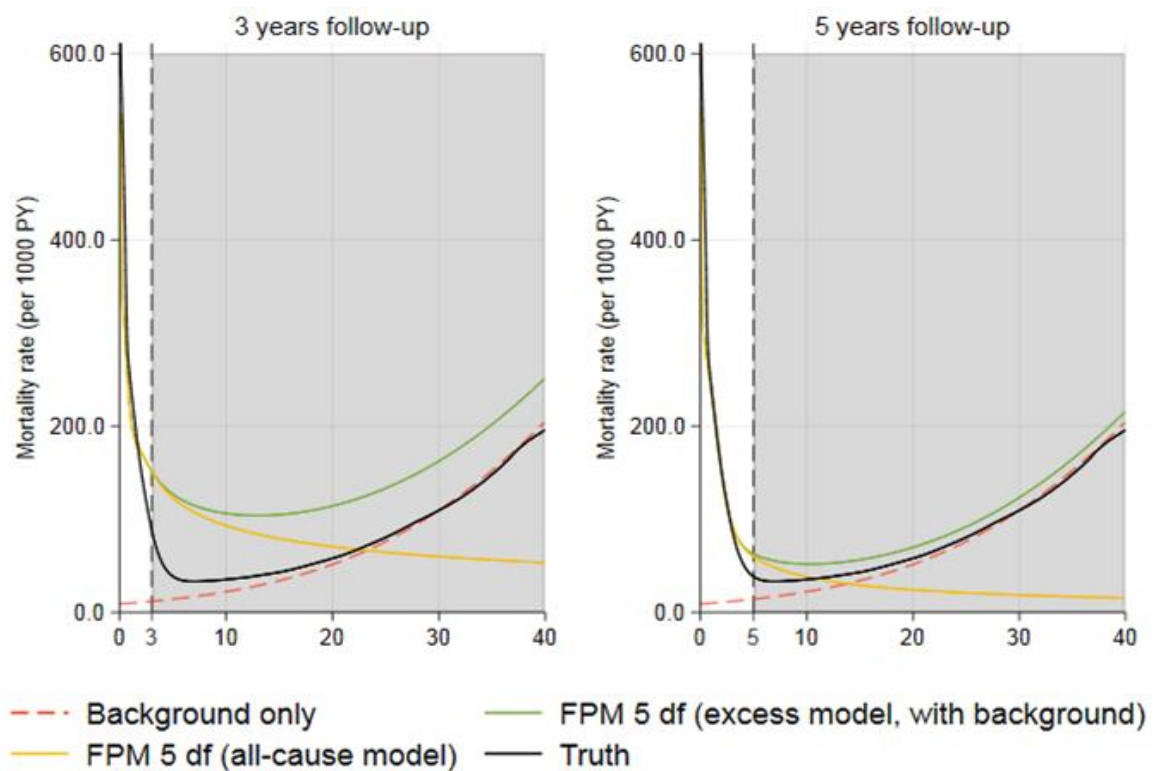 3 years follow-up
600.0
400.0
200.0
0.0
Mortality rate (per 1000 PY)
0 3 10 20 30 40
5 years follow-up
600.0
400.0
200.0
0.0
Mortality rate (per 1000 PY)
0 5 10 20 30 40
Background only
FPM 5 df (excess model, with background)
FPM 5 df (all-cause model)
Truth